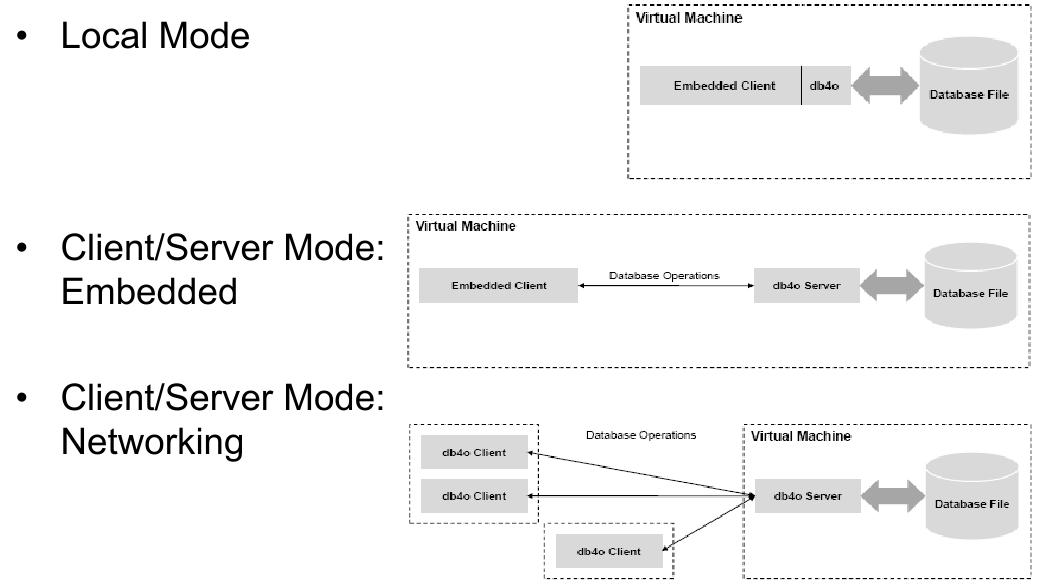 • Local Mode
Virtual Machine
Embedded Client
db4o
Database File
• Client/Server Mode:
Embedded
Virtual Machine
Embedded Client
Database Operations
db4o Server
Database File
• Client/Server Mode:
Networking
db4o Client
db4o Client
db4o Client
Database Operations
Virtual Machine
db4o Server
Database File